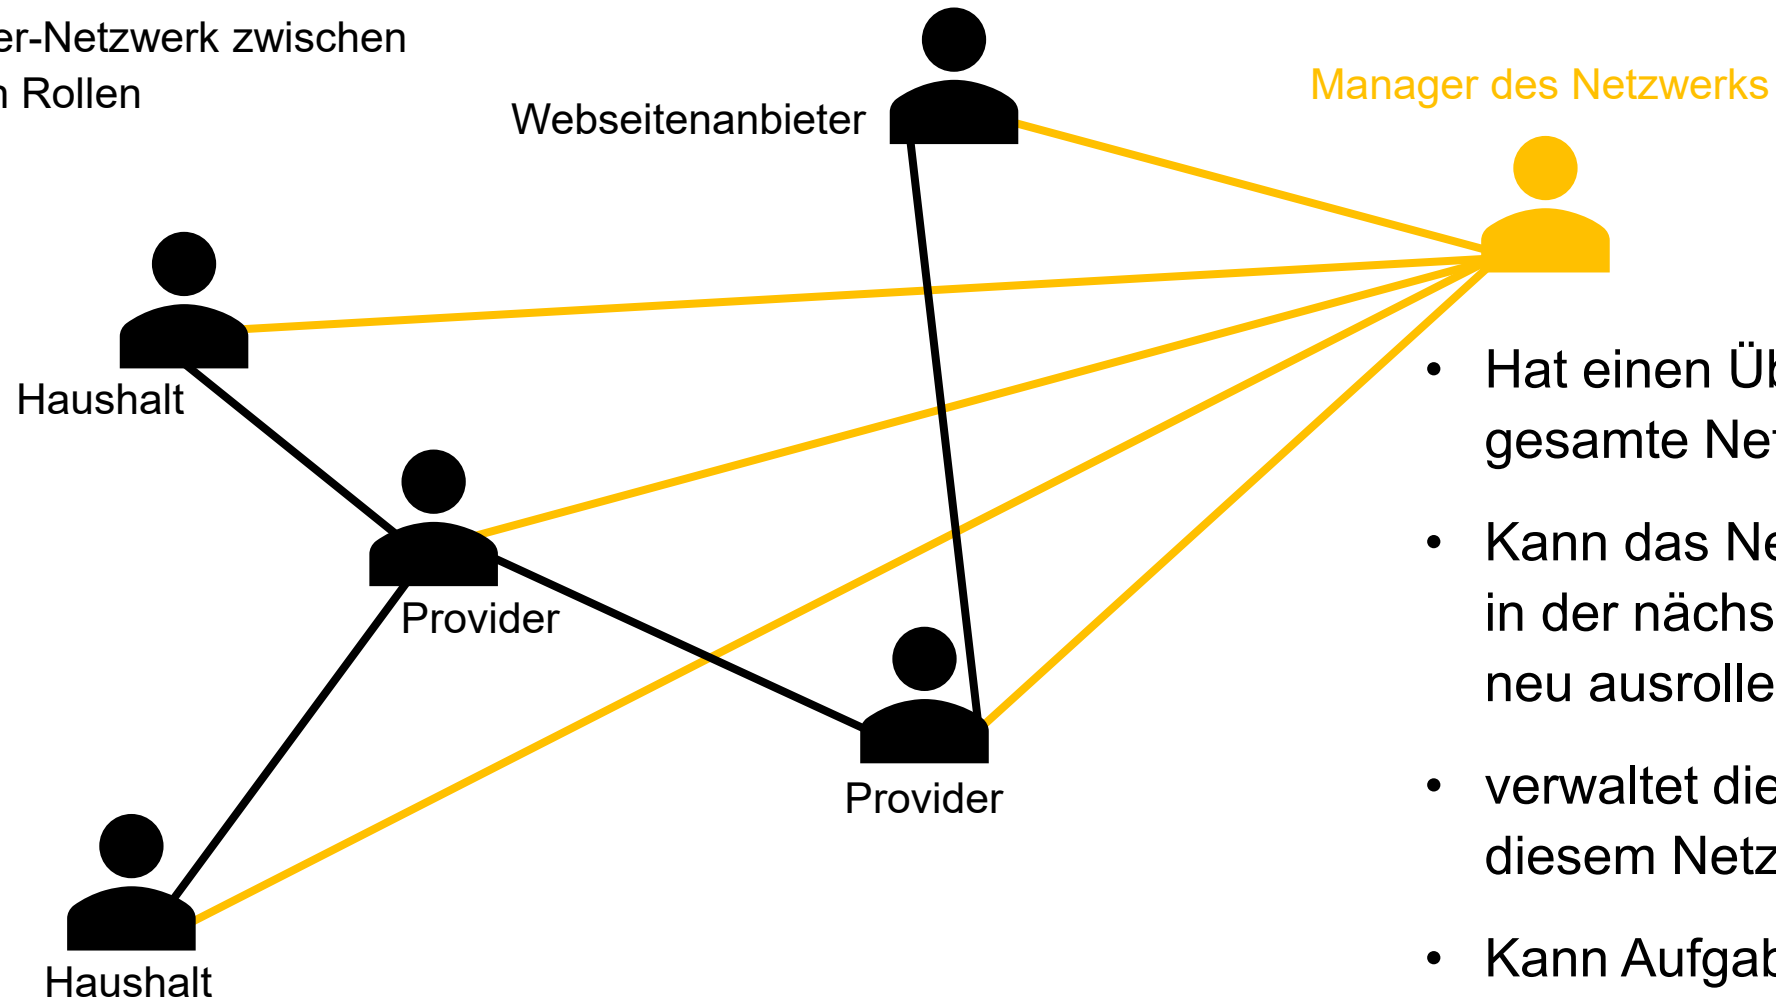 er-Netzwerk zwischen
n Rollen
Webseitenanbieter
Manager des Netzwerks
Haushalt
Provider
Provider
Haushalt
• Hat einen Üb
gesamte Net
• Kann das Ne
in der nächs
neu ausrolle
• verwaltet die
diesem Netz
• Kann Aufgab